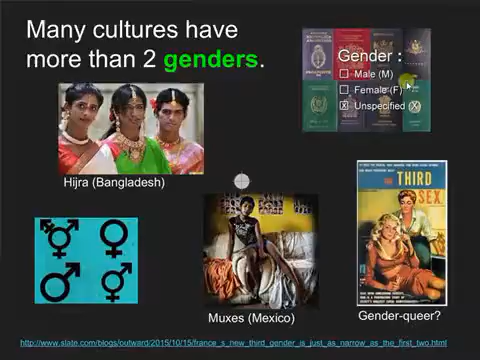 Many cultures have
more than 2 genders.
Gender :
Male (M)
Female (F)
Unspecified (X)
Hijra (Bangladesh)
THIRD
SEX
Muxes (Mexico)
Gender-queer?
http://www.slate.com/blogs/outward/2015/10/15/france_s_new_third_gender_is_just_as_narrow_as_the_first_two.html